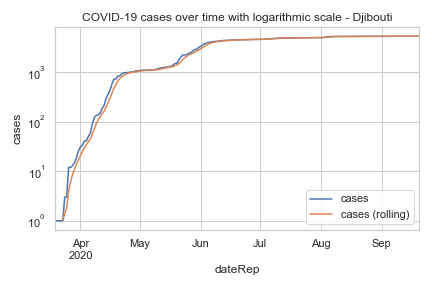 COVID-19 cases over time with logarithmic scale - Djibouti
cases
10³
10²
10¹
10⁰
Apr
2020
May
Jun
Jul
Aug
Sep
dateRep
cases
cases (rolling)